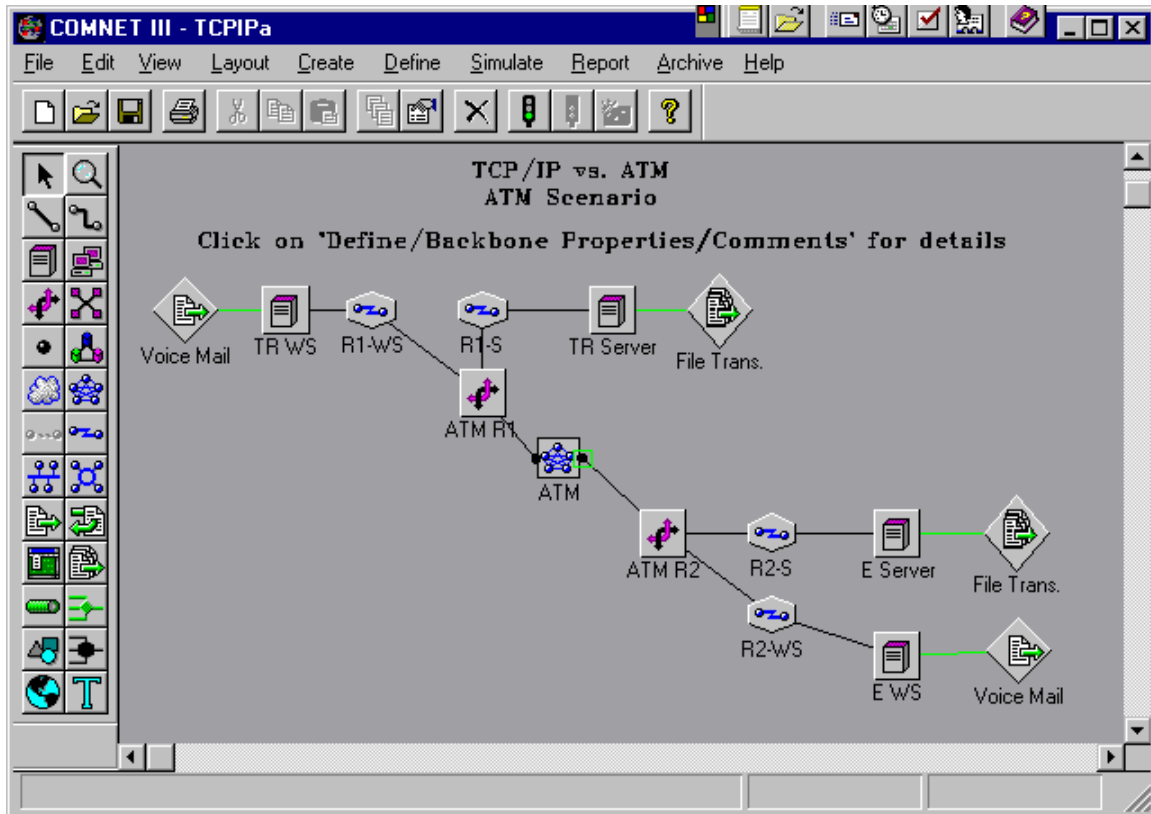 COMNET III - TCPIPa
File Edit View Layout Create Define Simulate Report Archive Help
TCP/IP vs. ATM
ATM Scenario
Click on 'Define/Backbone Properties/Comments' for details
Voice Mail
TR WS
R1-WS
R1-S
TR Server
File Trans.
ATM R1
ATM
ATM R2
R2-S
E Server
File Trans.
R2-WS
E WS
Voice Mail